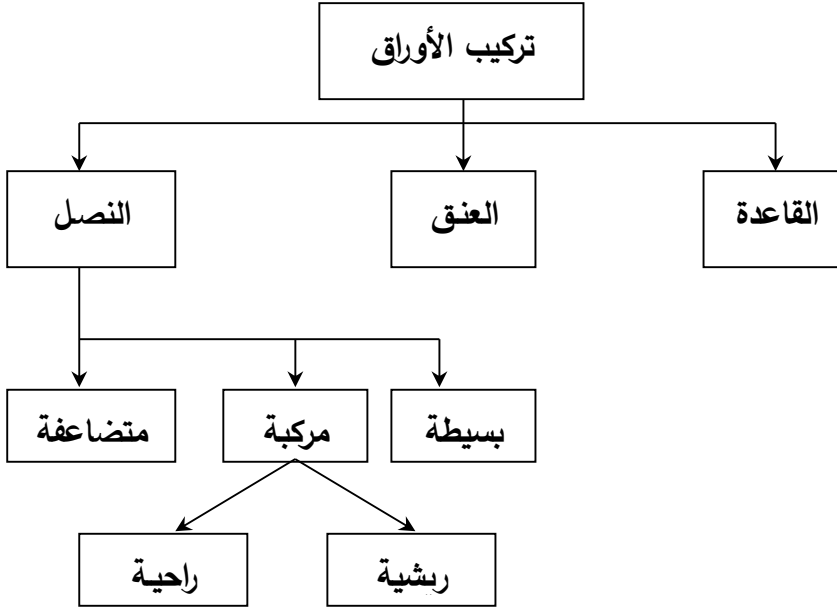 تركيب الأوراق
القاعدة
العنق
النصل
بسيطة
مركبة
متضاعفة
ريشية
راحية